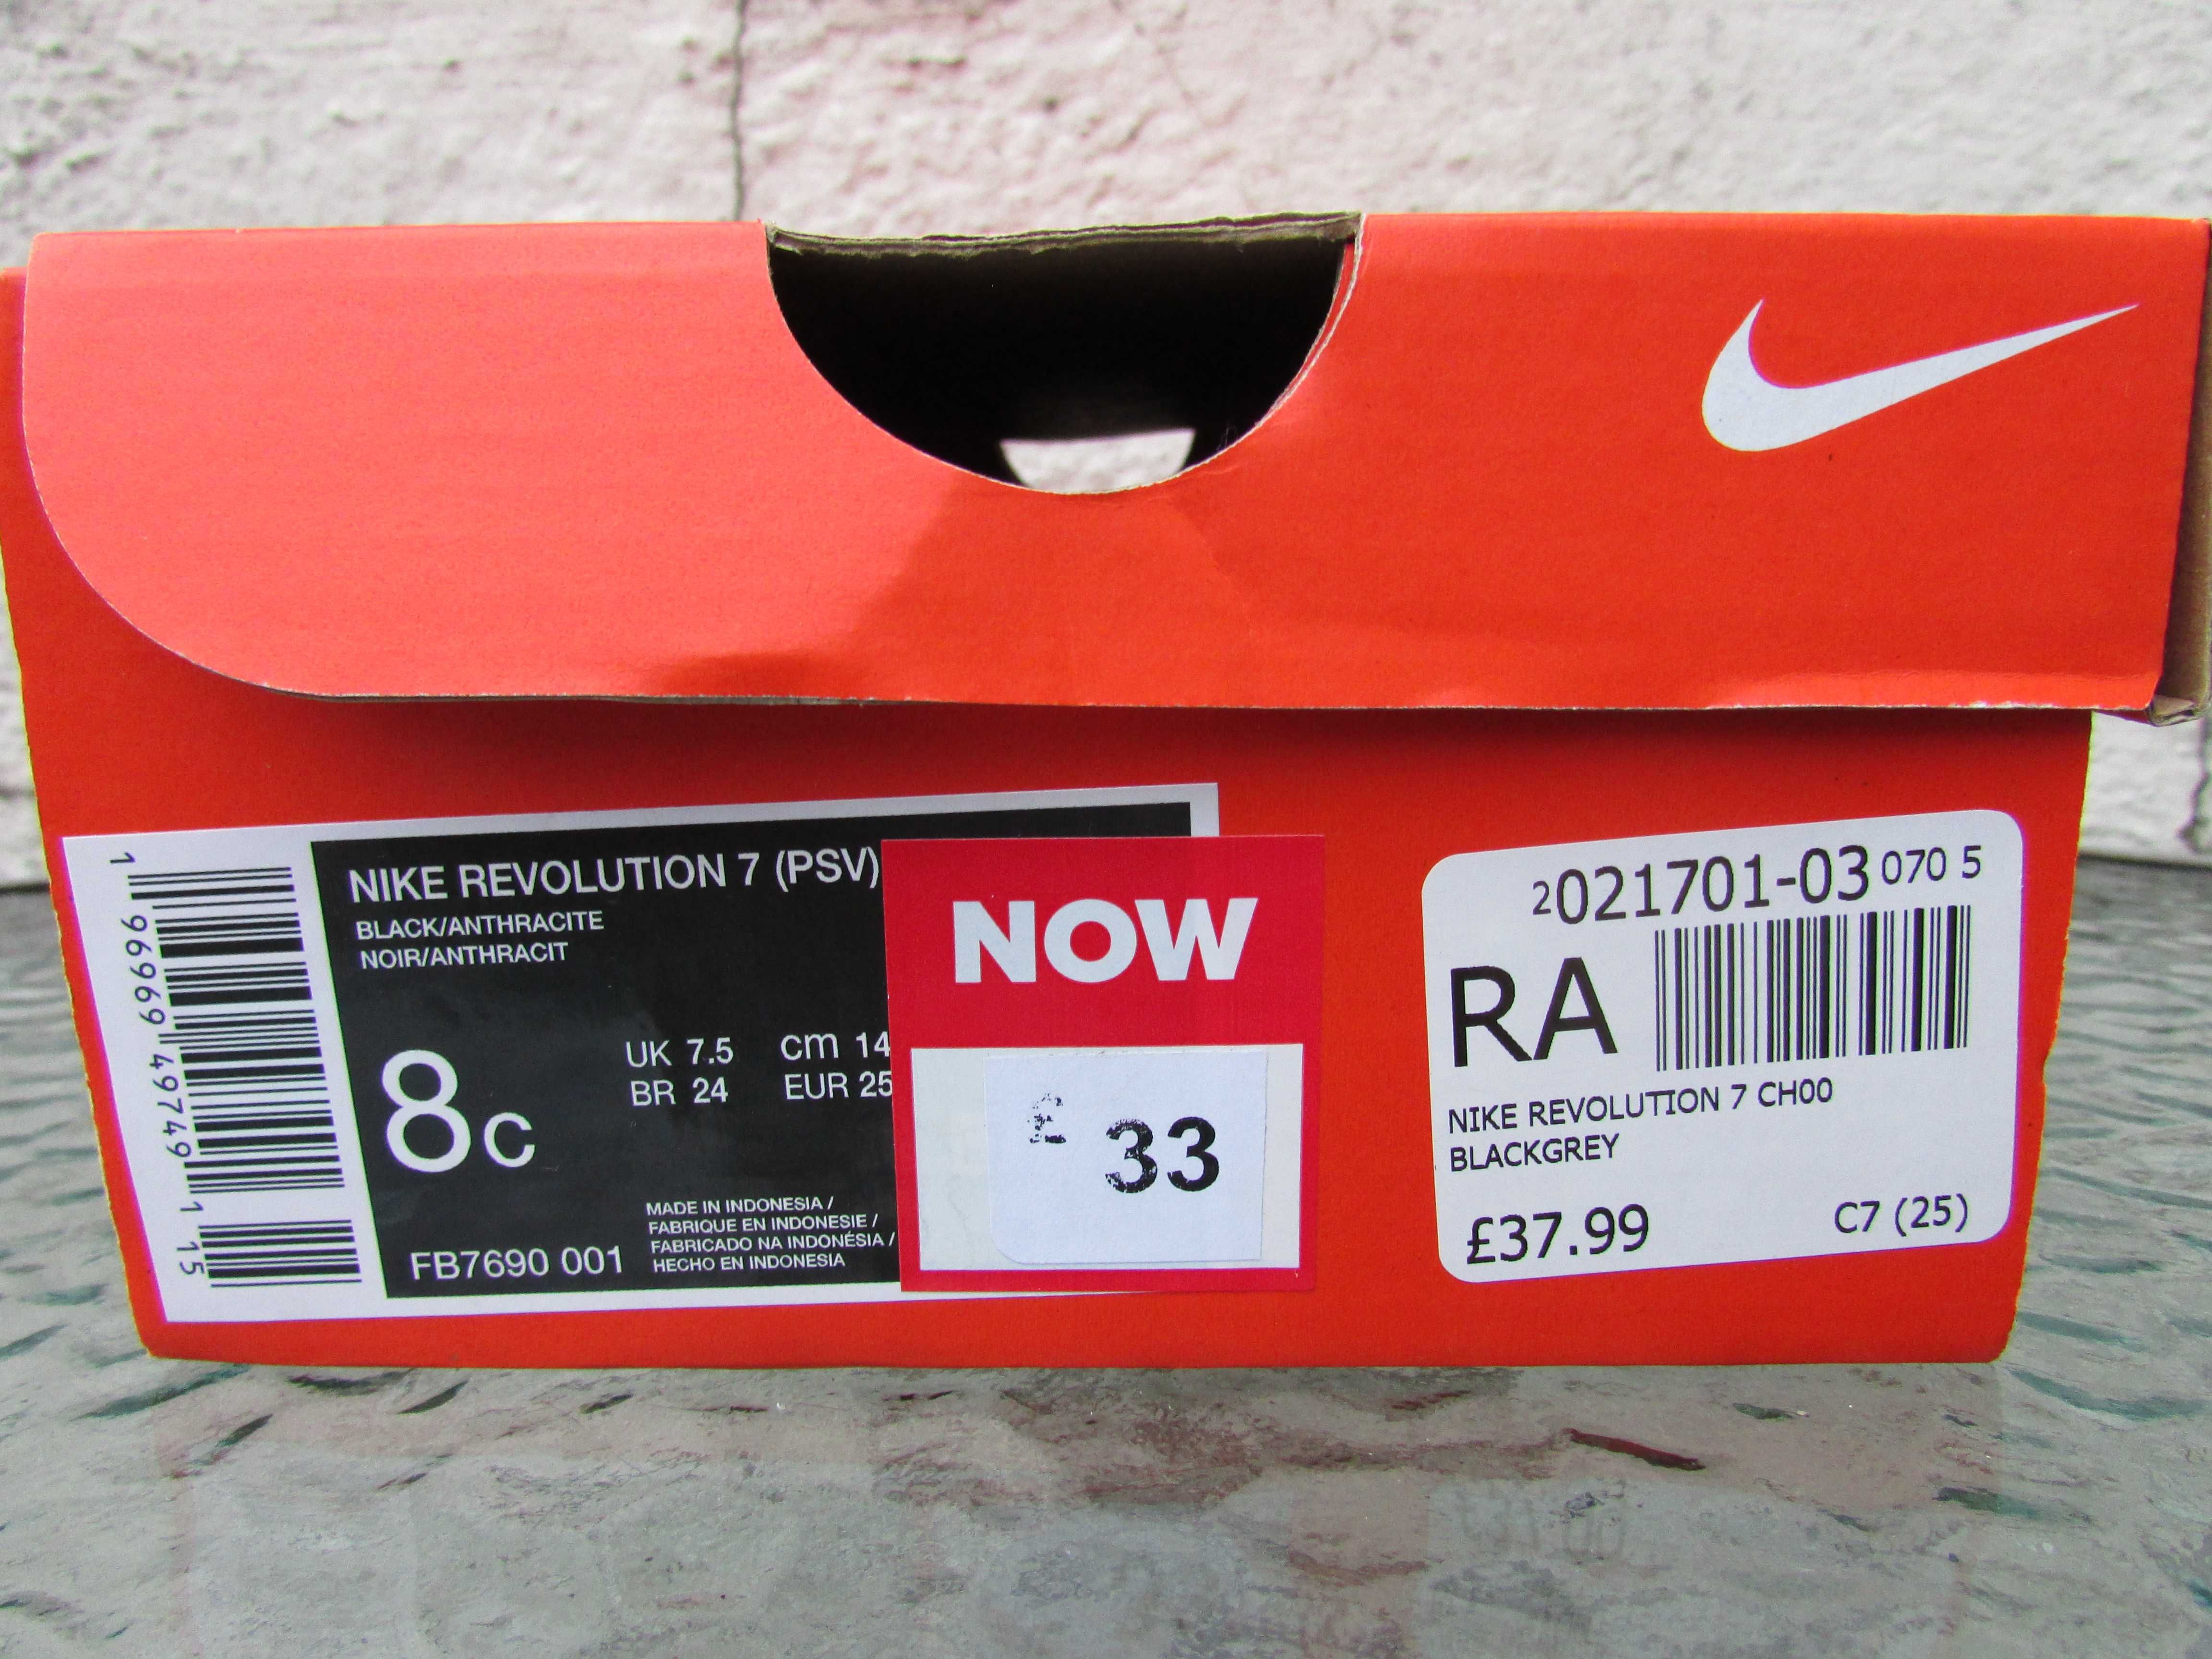 NIKE REVOLUTION 7 (PSV)
BLACK/ANTHRACITE
NOIR/ANTHRACIT
8C
UK 7.5 cm 14
BR 24 EUR 25
FB7690 001
MADE IN INDONESIA /
FABRIQUE EN INDONESIE /
FABRICADO NA INDONÉSIA /
HECHO EN INDONESIA
1 96969 49749 1 15
NOW
£ 33
2021701-03 070 5
RA
NIKE REVOLUTION 7 CH00
BLACKGREY
£37.99 C7 (25)